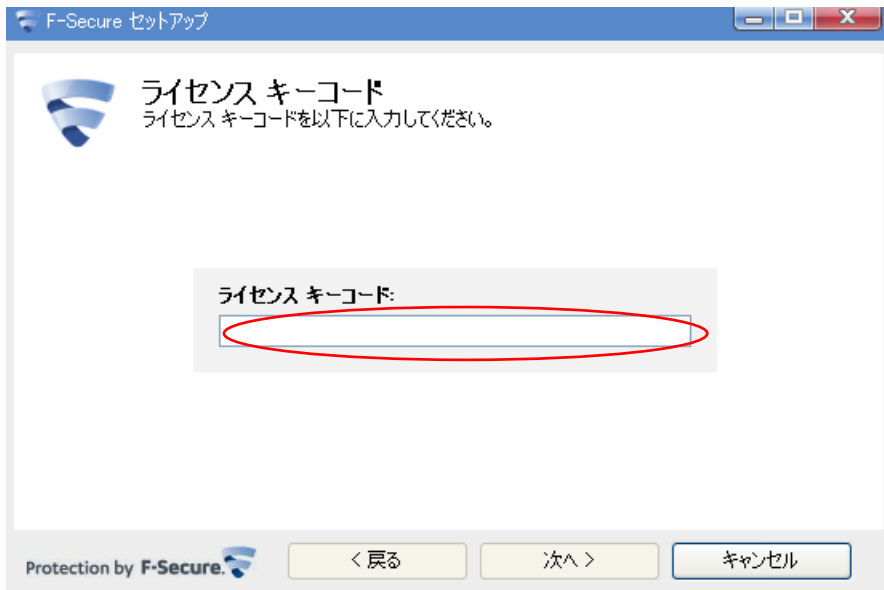 F-Secure セットアップ
ライセンス キーコード
ライセンス キーコードを以下に入力してください。
ライセンス キーコード:
Protection by F-Secure.
< 戻る
次へ >
キャンセル